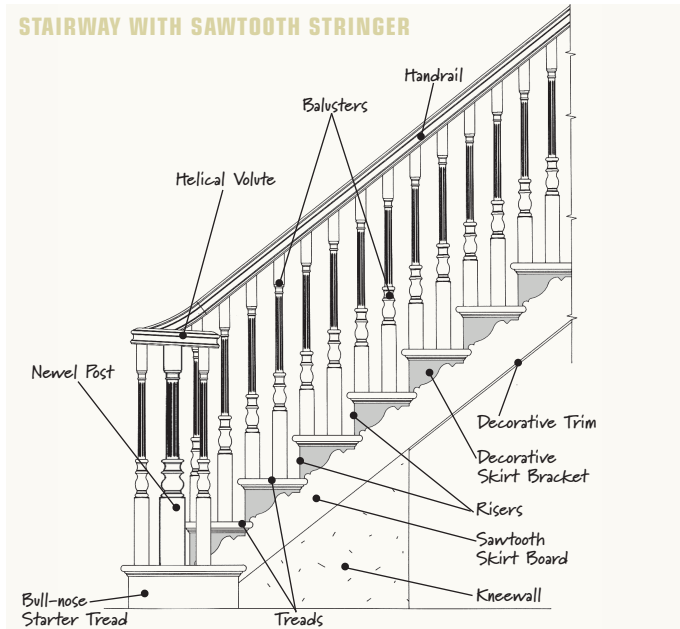 STAIRWAY WITH SAWTOOTH STRINGER
Handrail
Balusters
Helical Volute
Newel Post
Decorative Trim
Decorative
Skirt Bracket
Risers
Sawtooth
Skirt Board
Kneewall
Bull-nose
Starter Tread
Treads